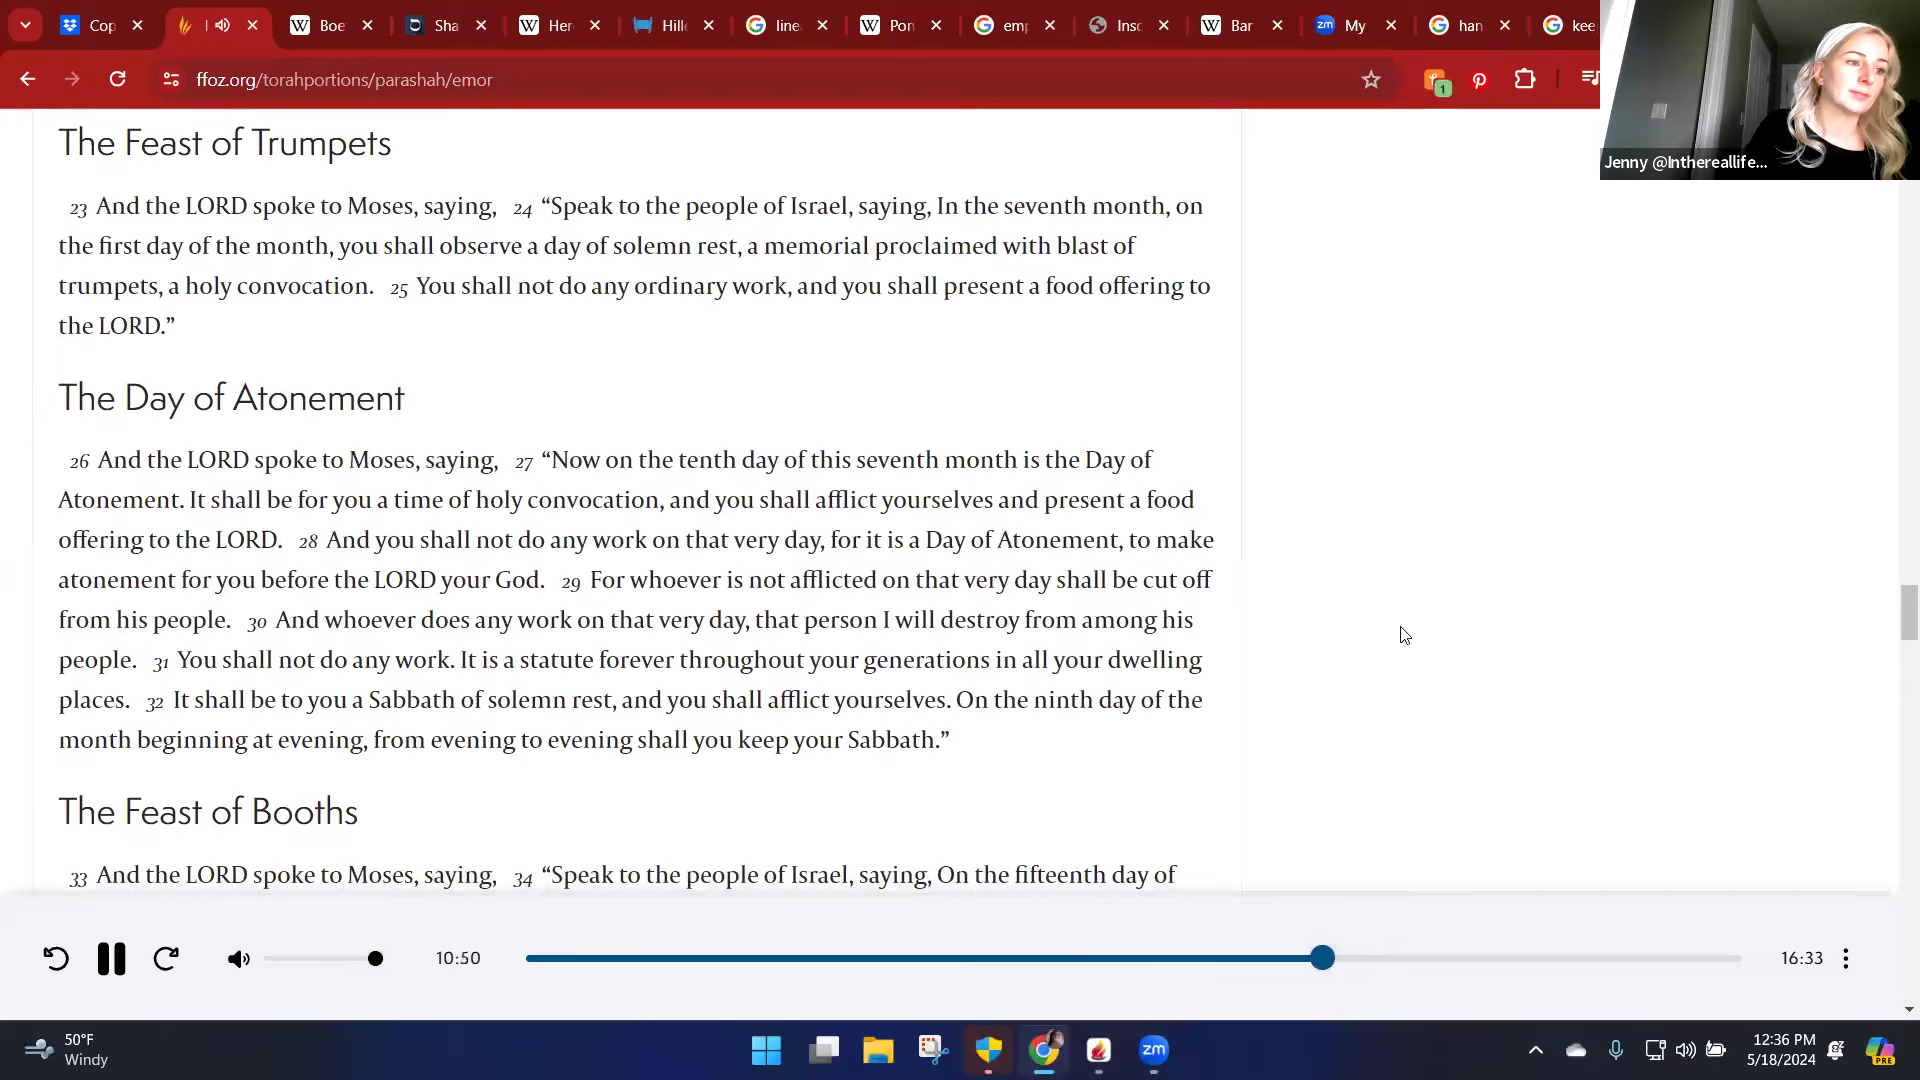 Cop
Boe
Sha
Her
Hille
line
Pon
emp
Insc
Bar
My
han
kee
ffoz.org/torahportions/parashah/emor
1
Jenny @Inthereallife...
The Feast of Trumpets
23 And the LORD spoke to Moses, saying, 24 “Speak to the people of Israel, saying, In the seventh month, on
the first day of the month, you shall observe a day of solemn rest, a memorial proclaimed with blast of
trumpets, a holy convocation. 25 You shall not do any ordinary work, and you shall present a food offering to
the LORD.”
The Day of Atonement
26 And the LORD spoke to Moses, saying, 27 “Now on the tenth day of this seventh month is the Day of
Atonement. It shall be for you a time of holy convocation, and you shall afflict yourselves and present a food
offering to the LORD. 28 And you shall not do any work on that very day, for it is a Day of Atonement, to make
atonement for you before the LORD your God. 29 For whoever is not afflicted on that very day shall be cut off
from his people. 30 And whoever does any work on that very day, that person I will destroy from among his
people. 31 You shall not do any work. It is a statute forever throughout your generations in all your dwelling
places. 32 It shall be to you a Sabbath of solemn rest, and you shall afflict yourselves. On the ninth day of the
month beginning at evening, from evening to evening shall you keep your Sabbath.”
The Feast of Booths
33 And the LORD spoke to Moses, saying, 34 “Speak to the people of Israel, saying, On the fifteenth day of
10:50
16:33
50°F
Windy
zm
12:36 PM
5/18/2024
PRE